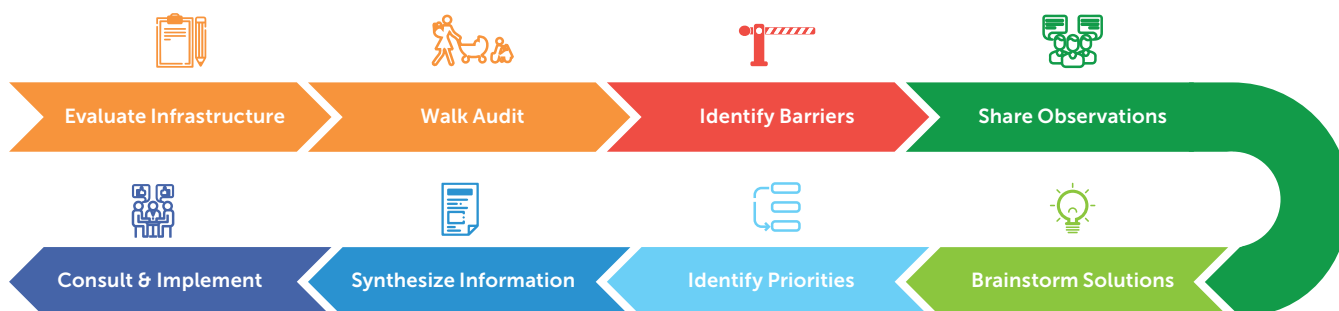 Evaluate Infrastructure
Walk Audit
Identify Barriers
Share Observations
Brainstorm Solutions
Identify Priorities
Synthesize Information
Consult & Implement